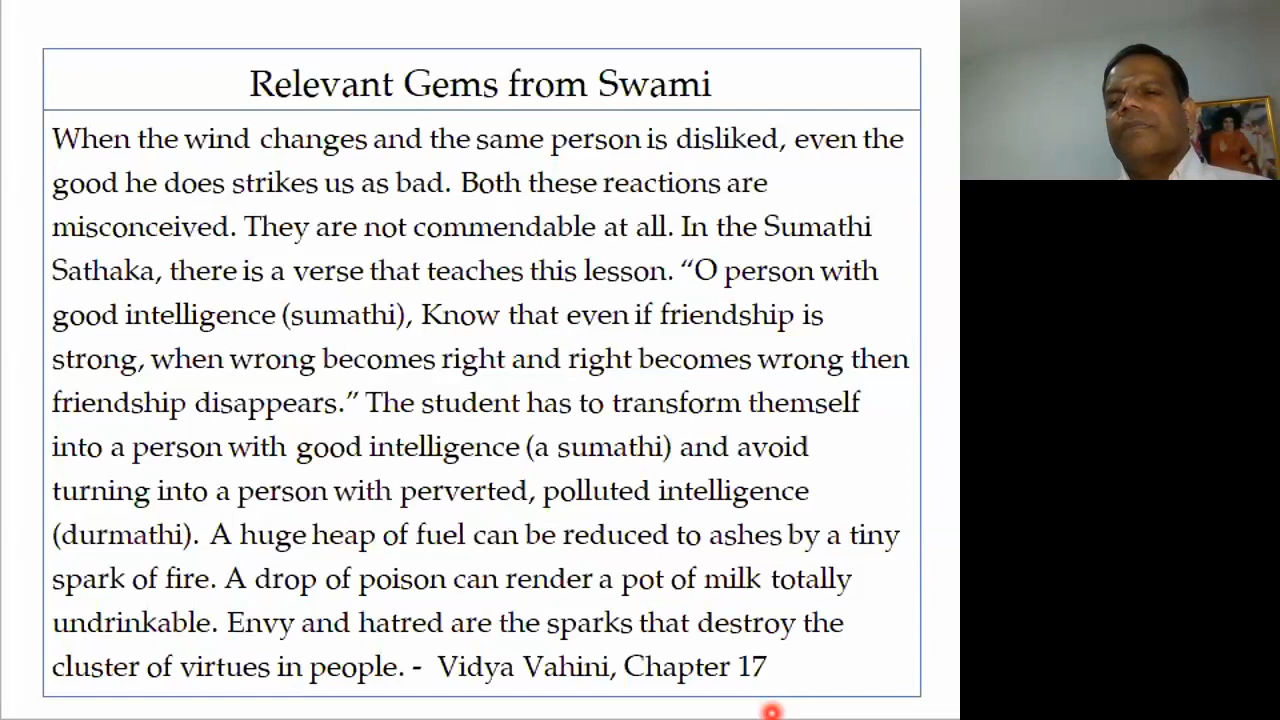 Relevant Gems from Swami
When the wind changes and the same person is disliked, even the
good he does strikes us as bad. Both these reactions are
misconceived. They are not commendable at all. In the Sumathi
Sathaka, there is a verse that teaches this lesson. “O person with
good intelligence (sumathi), Know that even if friendship is
strong, when wrong becomes right and right becomes wrong then
friendship disappears.” The student has to transform themself
into a person with good intelligence (a sumathi) and avoid
turning into a person with perverted, polluted intelligence
(durmathi). A huge heap of fuel can be reduced to ashes by a tiny
spark of fire. A drop of poison can render a pot of milk totally
undrinkable. Envy and hatred are the sparks that destroy the
cluster of virtues in people. - Vidya Vahini, Chapter 17